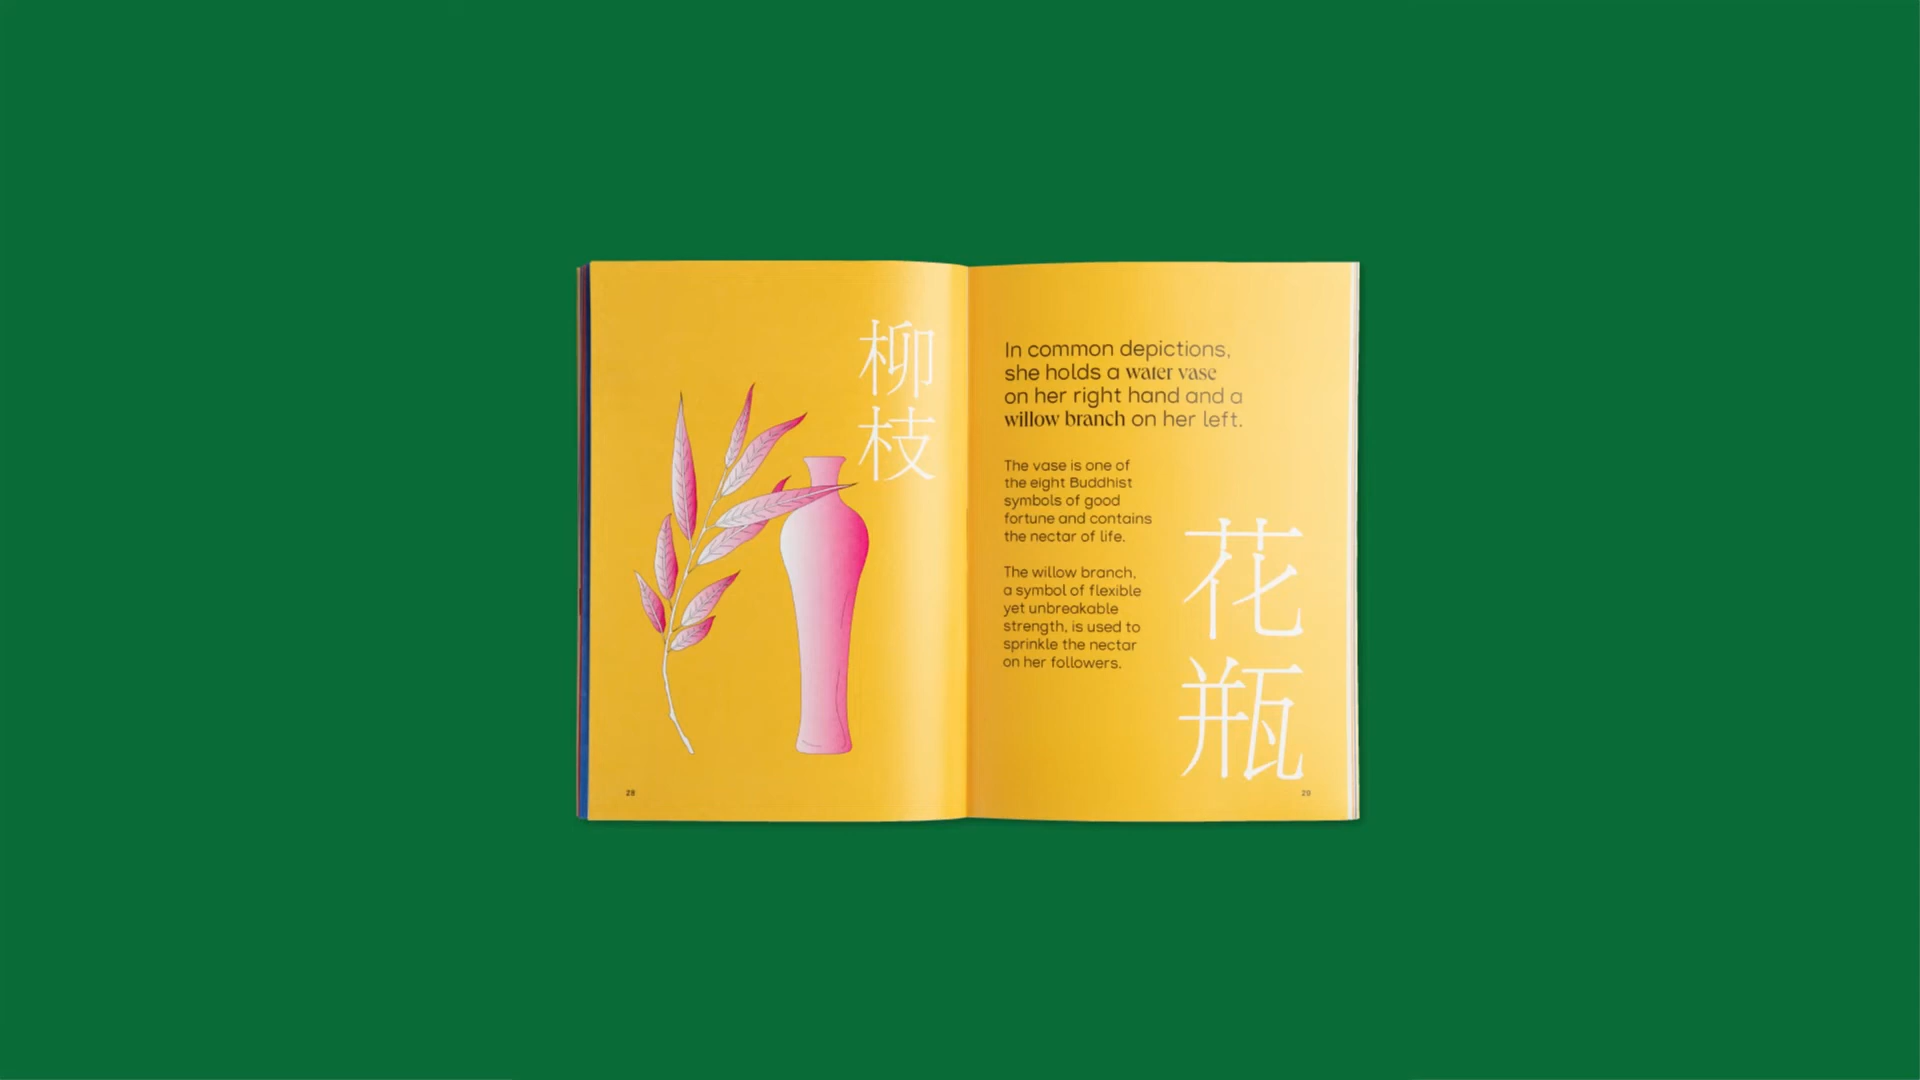 柳枝
28
In common depictions,
she holds a water vase
on her right hand and a
willow branch on her left.
The vase is one of
the eight Buddhist
symbols of good
fortune and contains
the nectar of life.
The willow branch,
a symbol of flexible
yet unbreakable
strength, is used to
sprinkle the nectar
on her followers.
花瓶
29